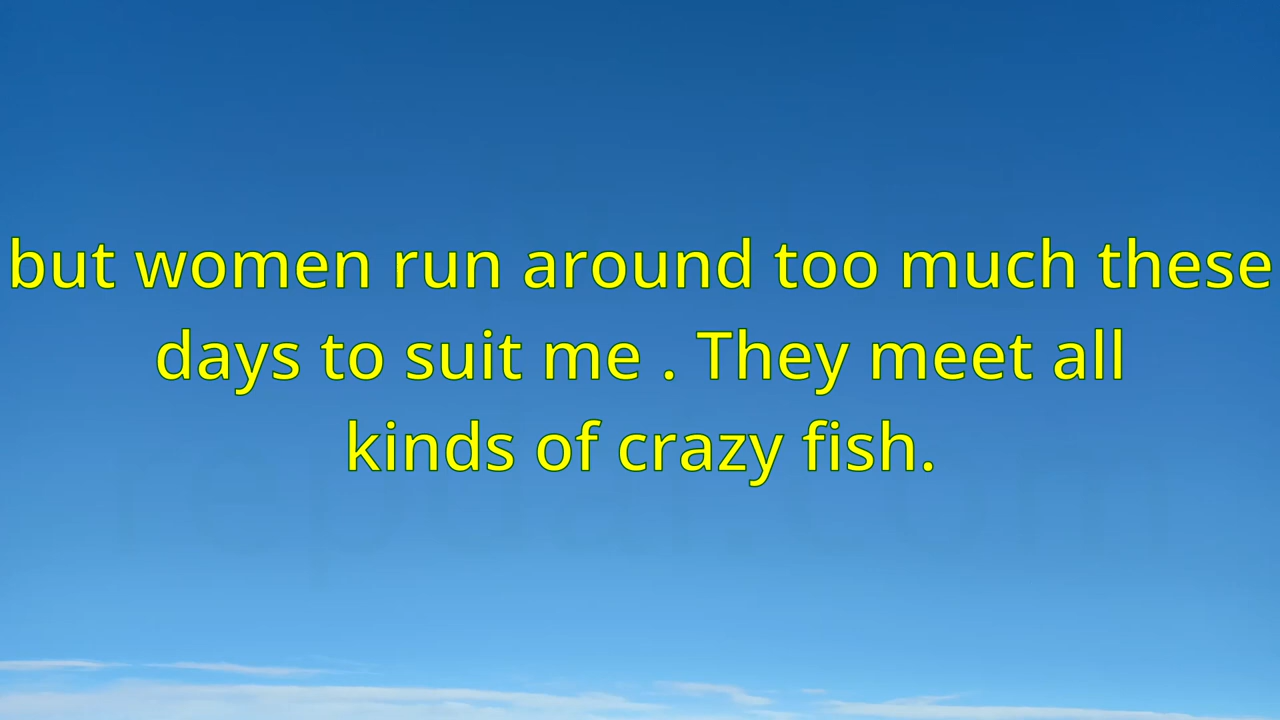 but women run around too much these
days to suit me . They meet all
kinds of crazy fish.